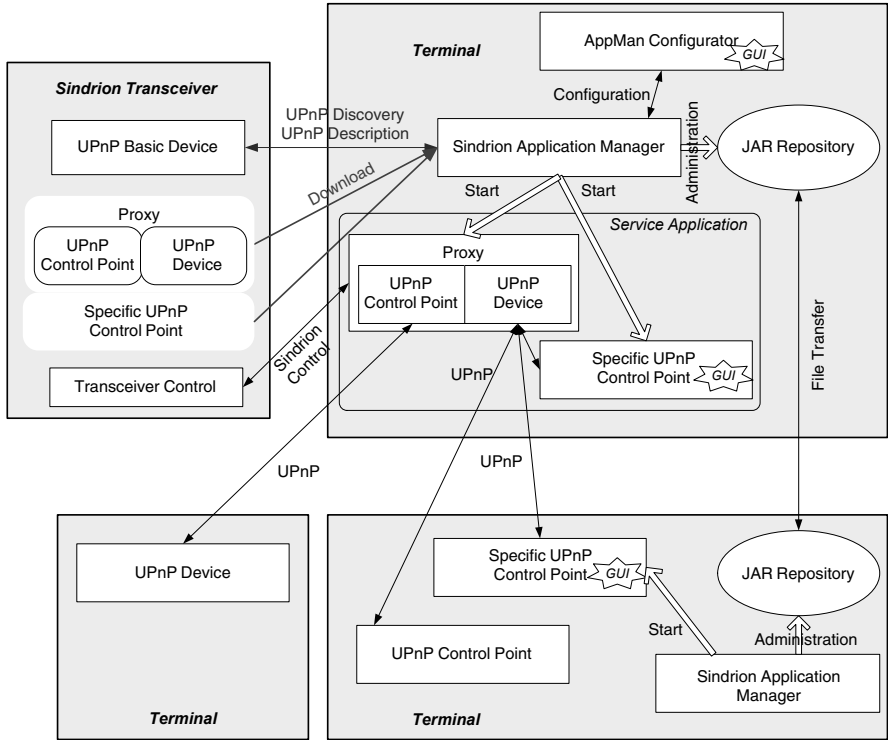 Sindrion Transceiver
UPnP Basic Device
Proxy
UPnP
Control Point
UPnP
Device
Specific UPnP
Control Point
Transceiver Control
UPnP Discovery
UPnP Description
Download
Sindrion
Control
Terminal
AppMan Configurator
GUI
Configuration
Sindrion Application Manager
Administration
JAR Repository
Start
Start
Service Application
Proxy
UPnP
Control Point
UPnP
Device
Specific UPnP
Control Point
GUI
UPnP
UPnP
UPnP
File Transfer
UPnP Device
Terminal
Specific UPnP
Control Point
GUI
JAR Repository
Start
Administration
UPnP Control Point
Sindrion Application
Manager
Terminal